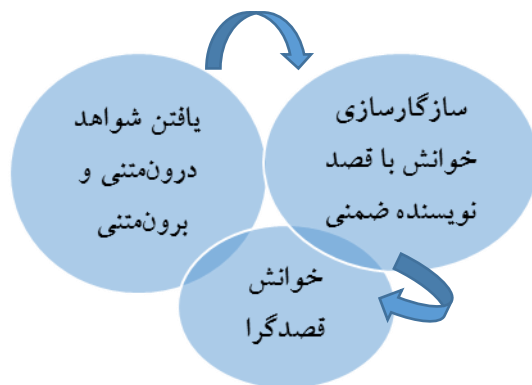 سازگارسازی
خوانش با قصد
نویسنده ضمنی
یافتن شواهد
درون‌متنی و
برون‌متنی
خوانش
قصدگرا